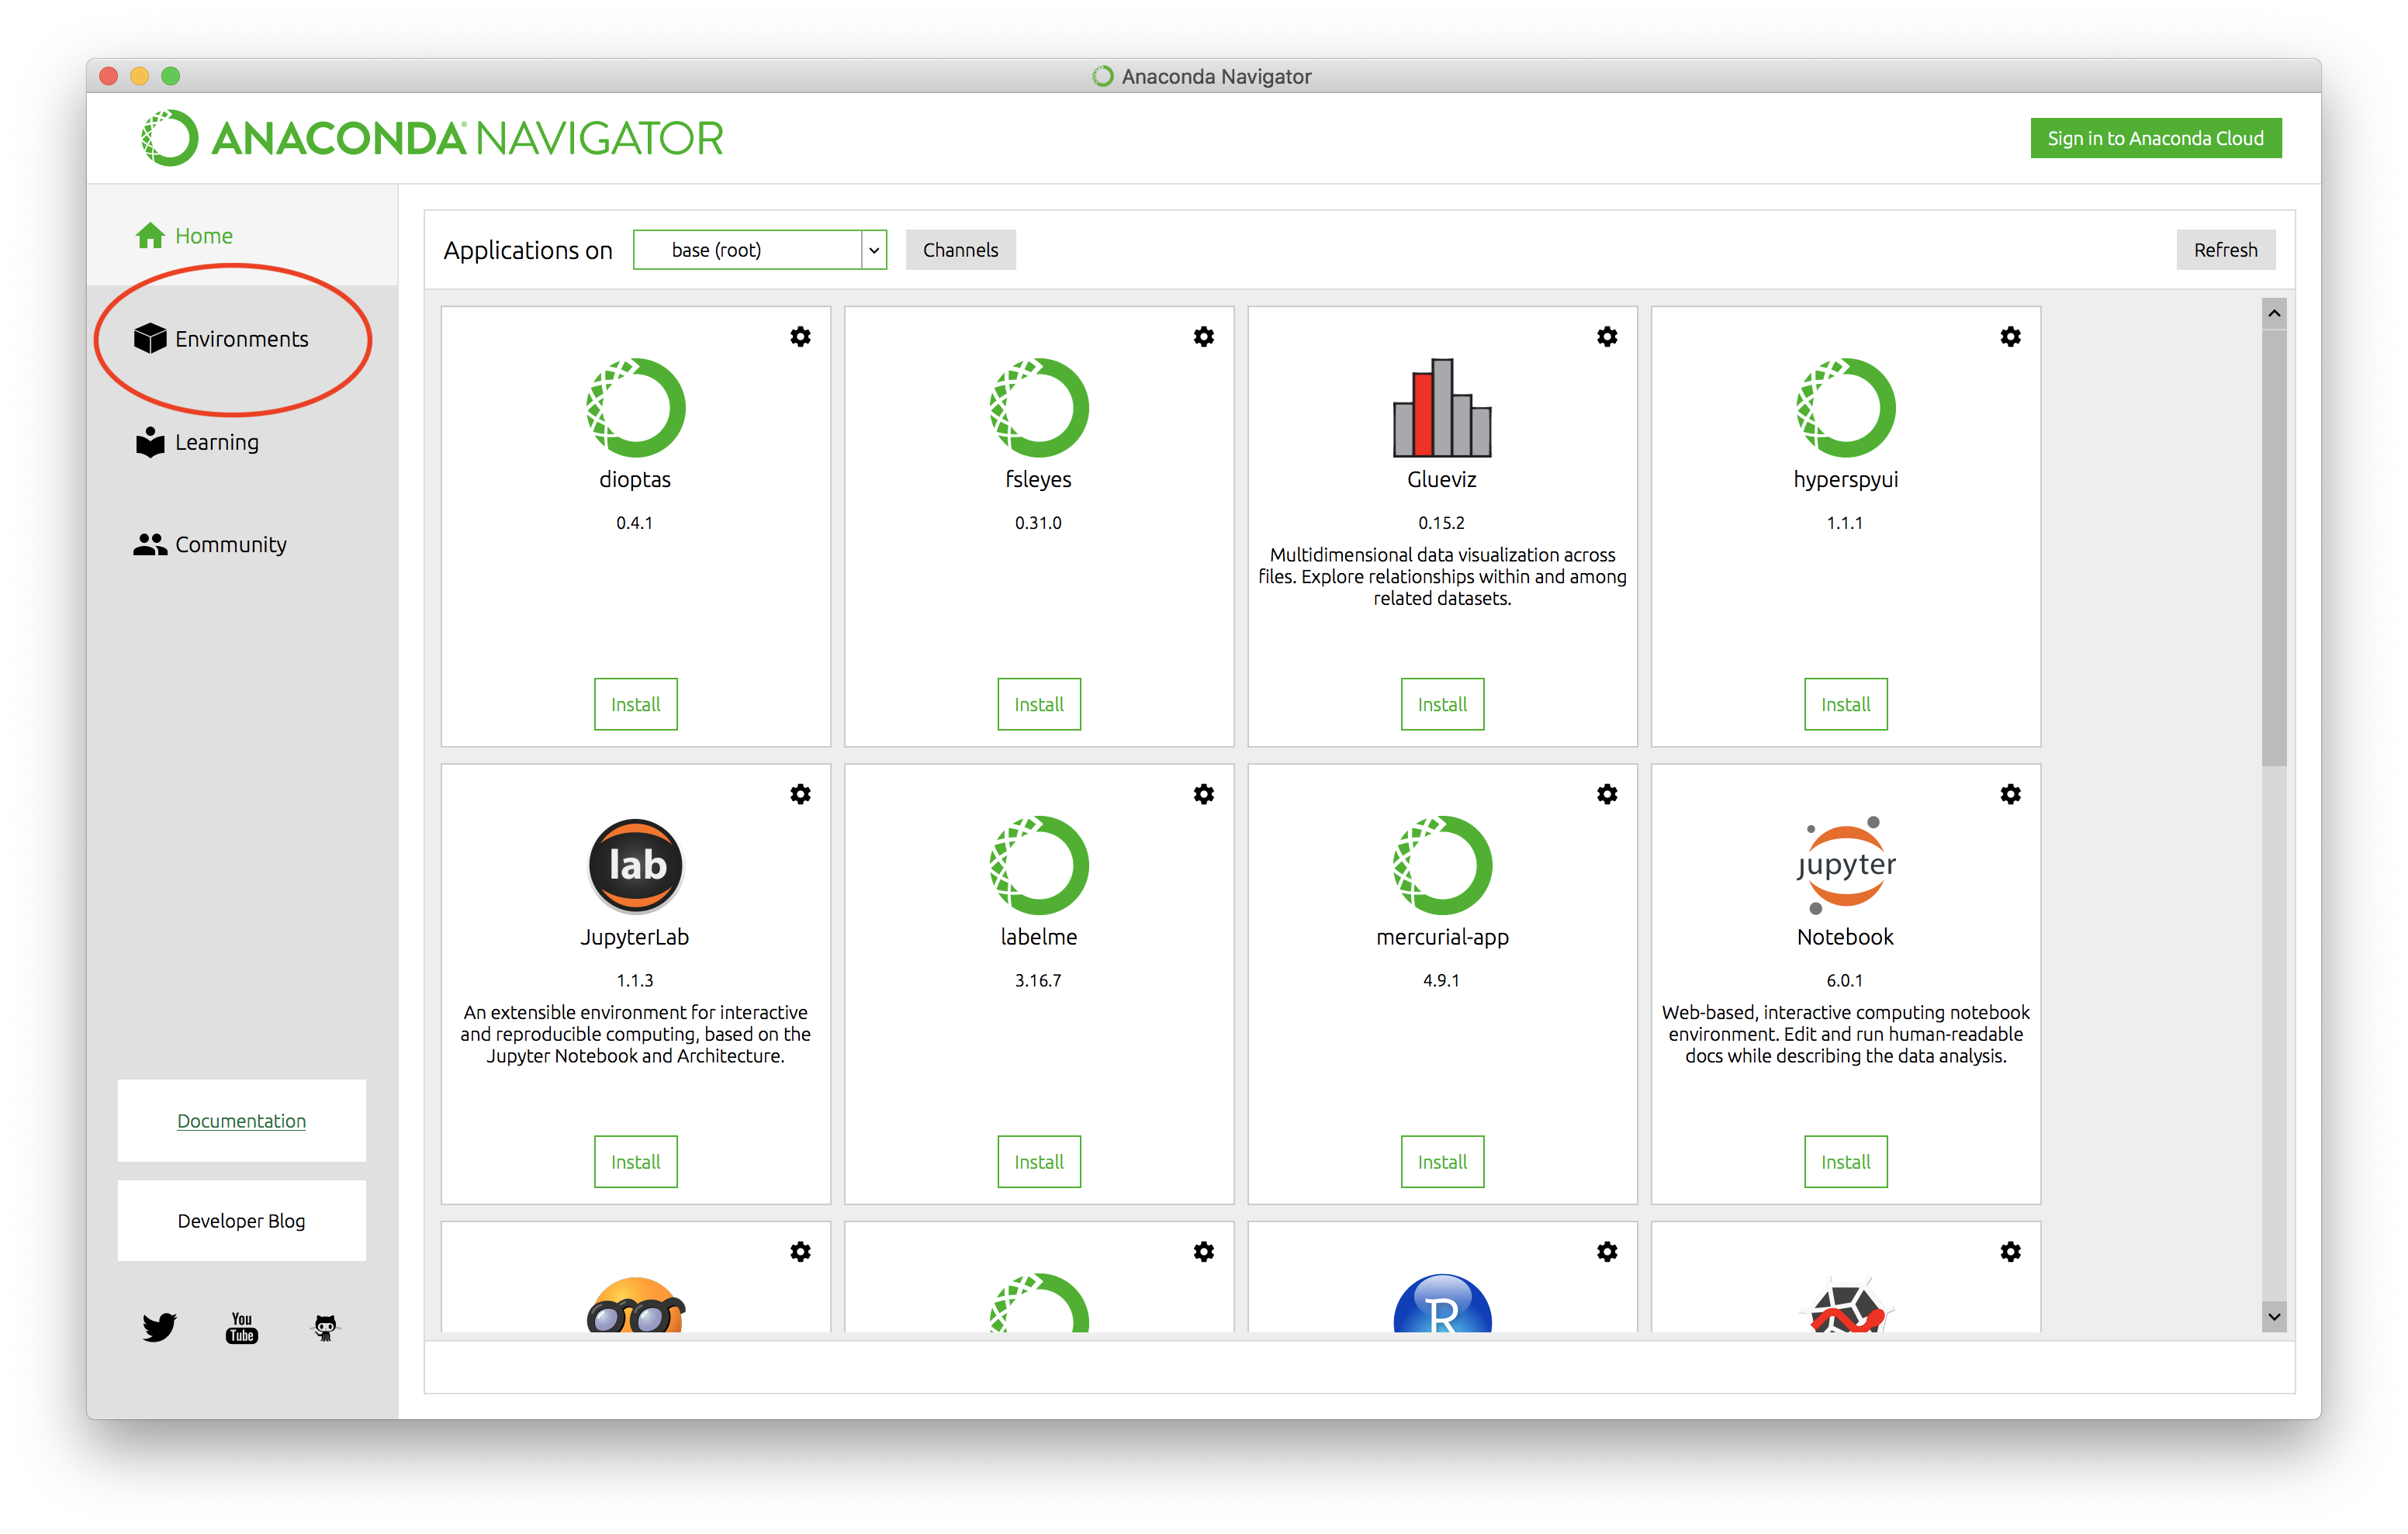 Anaconda Navigator
ANACONDA® NAVIGATOR
Sign in to Anaconda Cloud
Home
Environments
Learning
Community
Documentation
Developer Blog
You
Tube
Applications on
base (root)
Channels
Refresh
dioptas
0.4.1
Install
fsleyes
0.31.0
Install
Glueviz
0.15.2
Multidimensional data visualization across
files. Explore relationships within and among
related datasets.
Install
hyperspyui
1.1.1
Install
lab
JupyterLab
1.1.3
An extensible environment for interactive
and reproducible computing, based on the
Jupyter Notebook and Architecture.
Install
labelme
3.16.7
Install
mercurial-app
4.9.1
Install
jupyter
Notebook
6.0.1
Web-based, interactive computing notebook
environment. Edit and run human-readable
docs while describing the data analysis.
Install
R